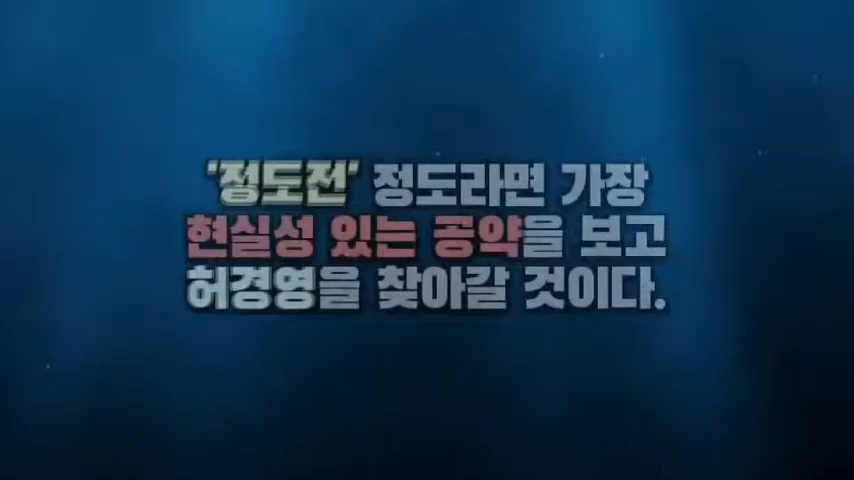 '정도전' 정도라면 가장
현실성 있는 공약을 보고
허경영을 찾아갈 것이다.